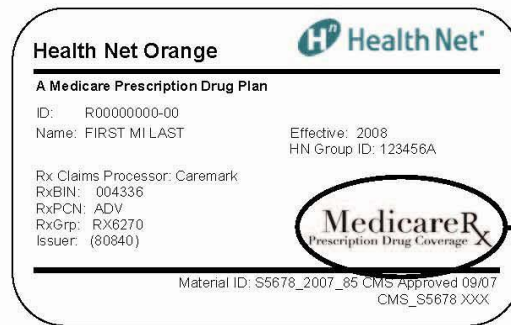 Health Net Orange
Health Net
A Medicare Prescription Drug Plan
ID: R00000000-00
Name: FIRST MI LAST
Effective: 2008
HN Group ID: 123456A
Rx Claims Processor: Caremark
RxBIN: 004336
RxPCN: ADV
RxGrp: RX6270
Issuer: (80840)
MedicareRx
Prescription Drug Coverage
Material ID: S5678_2007_85 CMS Approved 09/07
CMS_S5678 XXX